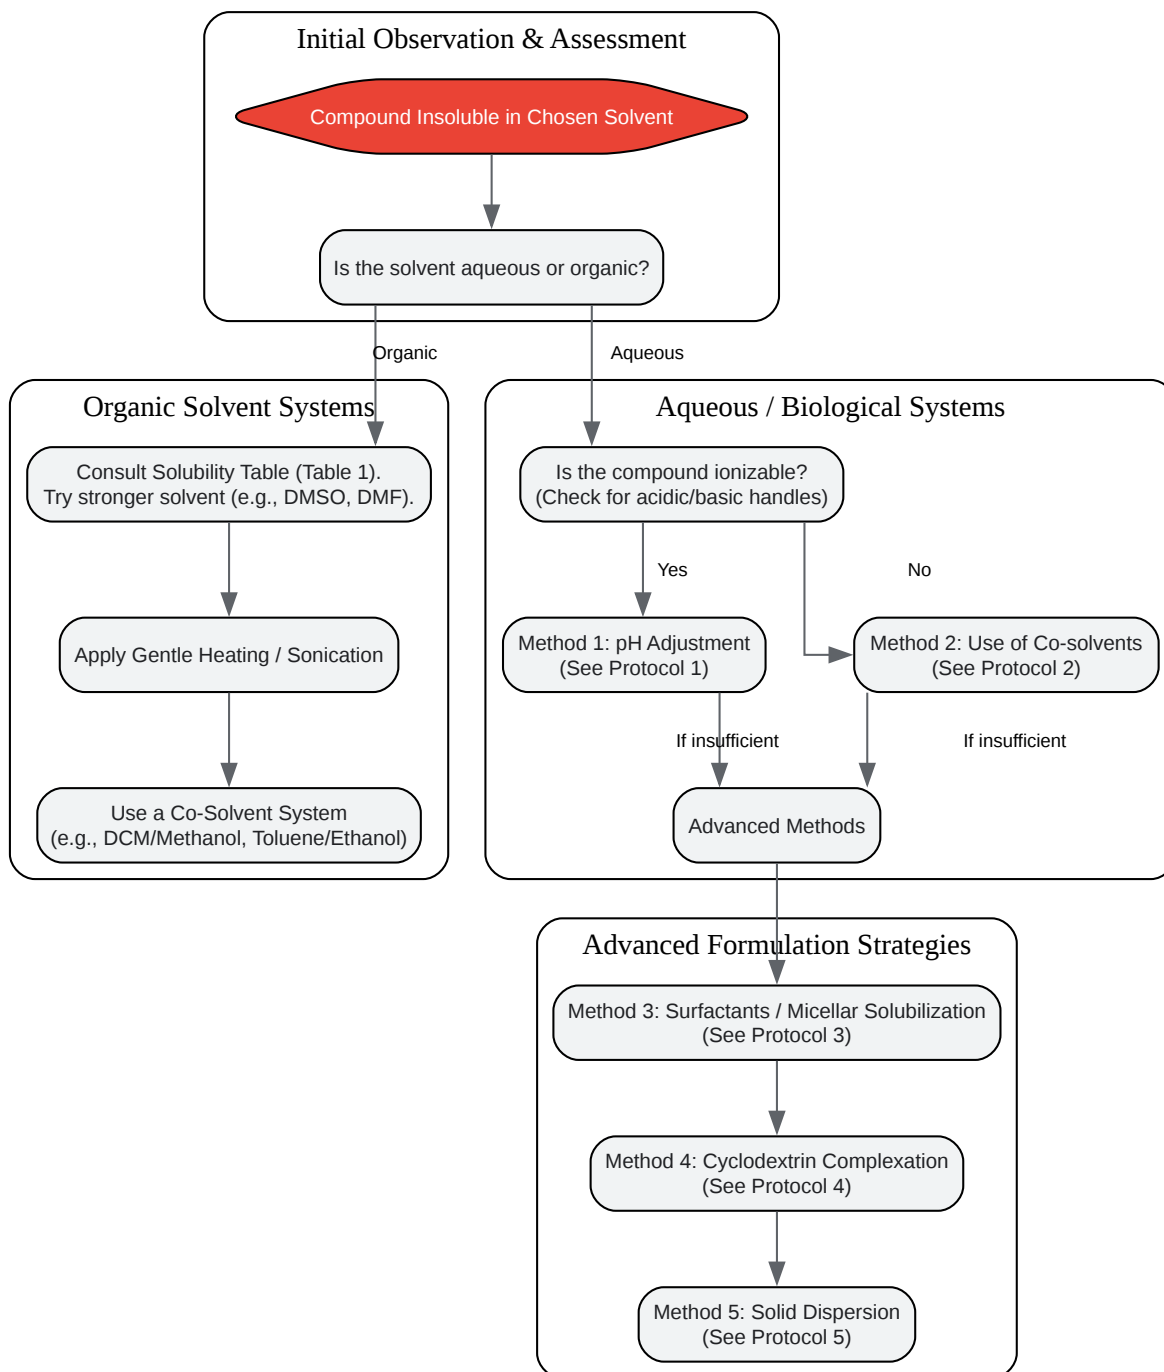 Initial Observation & Assessment
Compound Insoluble in Chosen Solvent
Is the solvent aqueous or organic?
Organic
Aqueous
Organic Solvent Systems
Consult Solubility Table (Table 1).
Try stronger solvent (e.g., DMSO, DMF).
Apply Gentle Heating / Sonication
Use a Co-Solvent System
(e.g., DCM/Methanol, Toluene/Ethanol)
Aqueous / Biological Systems
Is the compound ionizable?
(Check for acidic/basic handles)
Yes
No
Method 1: pH Adjustment
(See Protocol 1)
Method 2: Use of Co-solvents
(See Protocol 2)
If insufficient
If insufficient
Advanced Methods
Advanced Formulation Strategies
Method 3: Surfactants / Micellar Solubilization
(See Protocol 3)
Method 4: Cyclodextrin Complexation
(See Protocol 4)
Method 5: Solid Dispersion
(See Protocol 5)